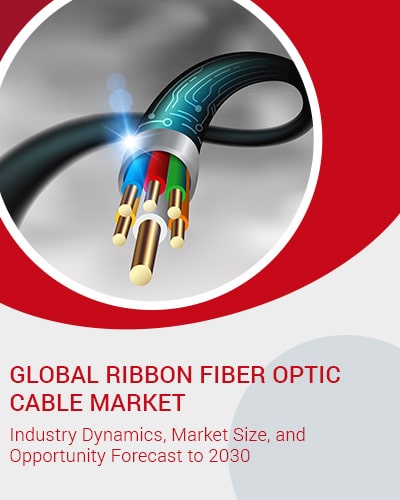 GLOBAL RIBBON FIBER OPTIC
CABLE MARKET
Industry Dynamics, Market Size, and
Opportunity Forecast to 2030